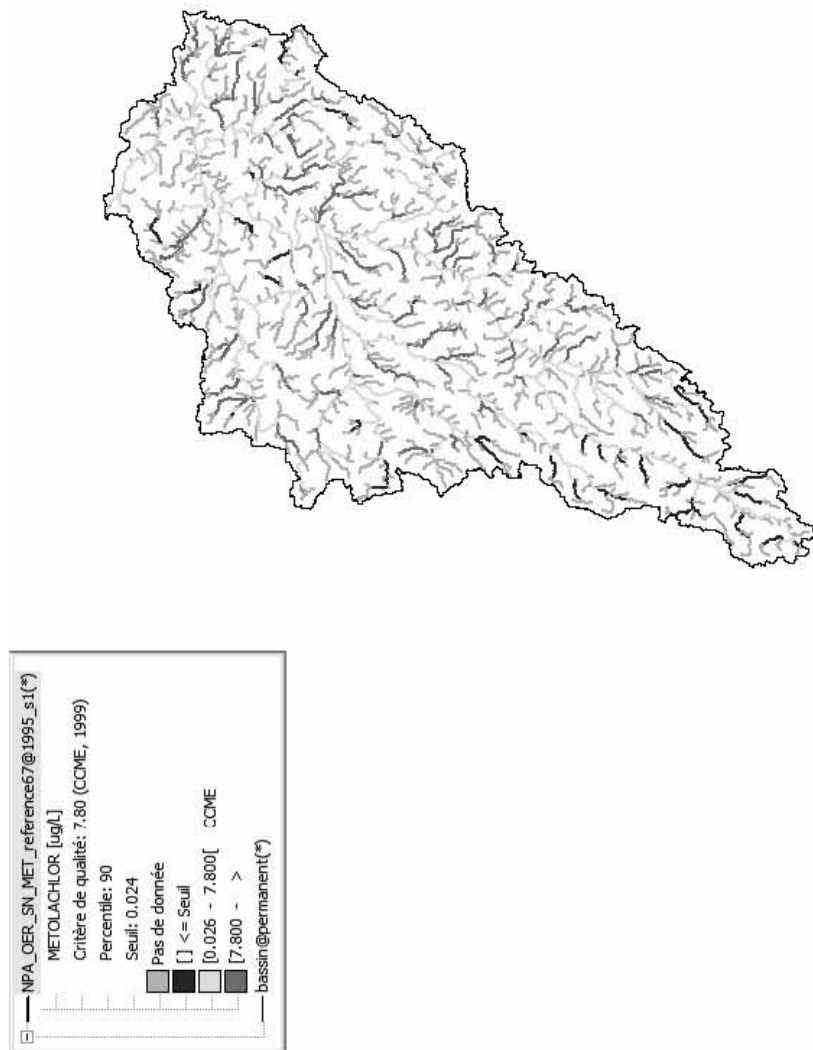 NPA_OER_SN_MET_reference67@1995_s1(*)
METOLACHLOR [ug/L]
Critère de qualité: 7.80 (CCME, 1999)
Percentile: 90
Seuil: 0.024
Pas de donnée
[] <= Seuil
[0.026 - 7.800[ CCME
[7.800 - >
bassin@permanent(*)